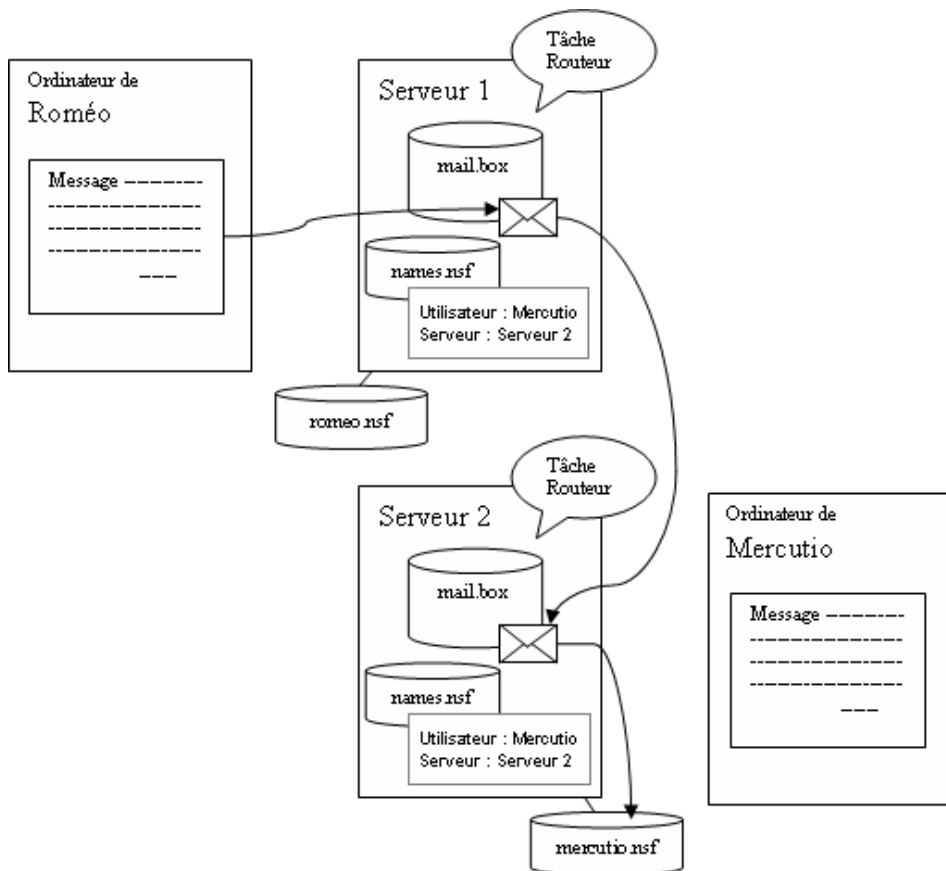 Ordinateur de
Roméo
Message
Tâche
Routeur
Serveur 1
mail.box
names.nsf
Utilisateur : Mercutio
Serveur : Serveur 2
romeo.nsf
Tâche
Routeur
Serveur 2
mail.box
names.nsf
Utilisateur : Mercutio
Serveur : Serveur 2
mercutio.nsf
Ordinateur de
Mercutio
Message